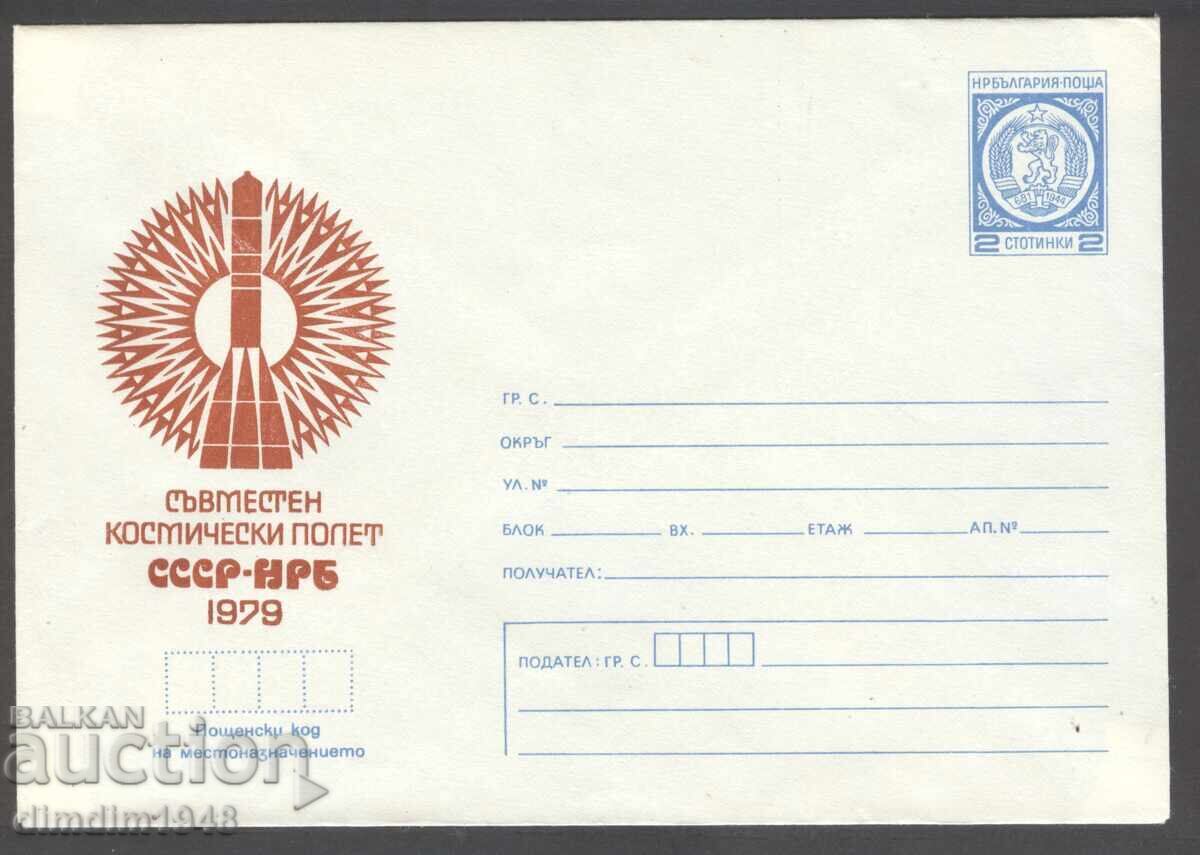 НРБЪЛГАРИЯ·ПОЩА
681 1944
2 СТОТИНКИ 2
СЪВМЕСТЕН
КОСМИЧЕСКИ ПОЛЕТ
СССР-НРБ
1979
ГР. С.
ОКРЪГ
УЛ. №
БЛОК ВХ. ЕТАЖ АП. №
ПОЛУЧАТЕЛ:
ПОДАТЕЛ: ГР. С.
Пощенски код
на местоназначението
BALKAN
auction
dimdim1948